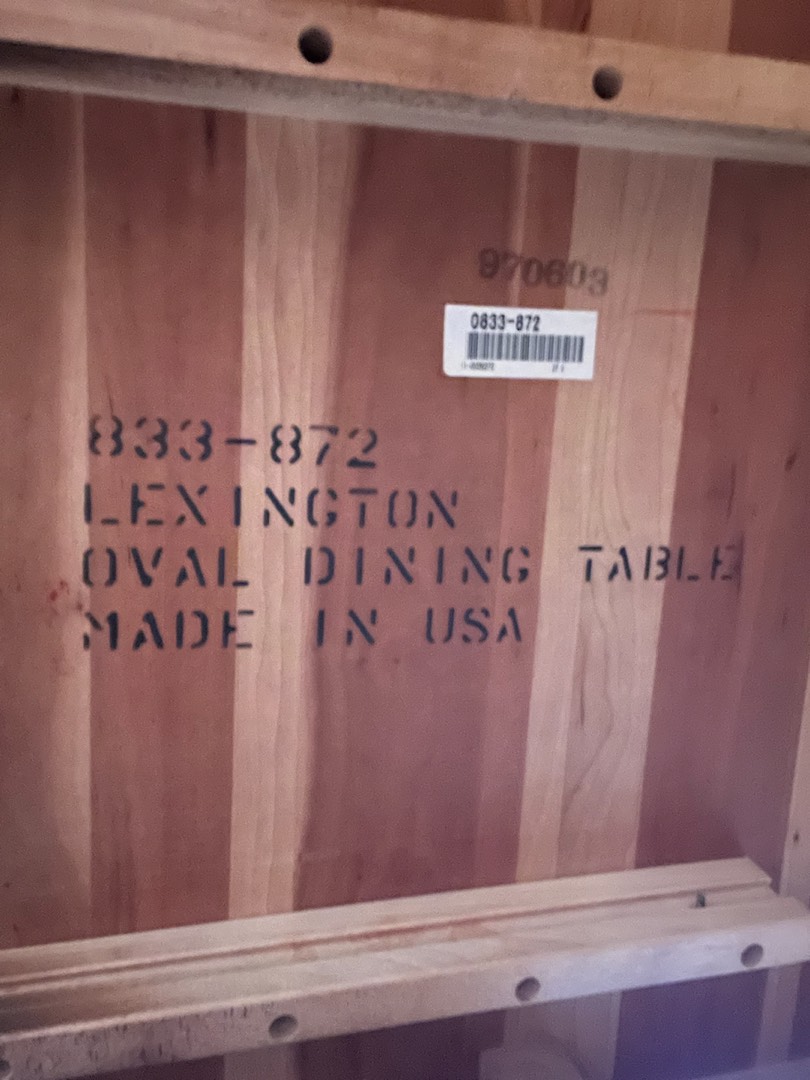 970603
0833-872
833-872
LEXINGTON
OVAL DINING TABLE
MADE IN USA